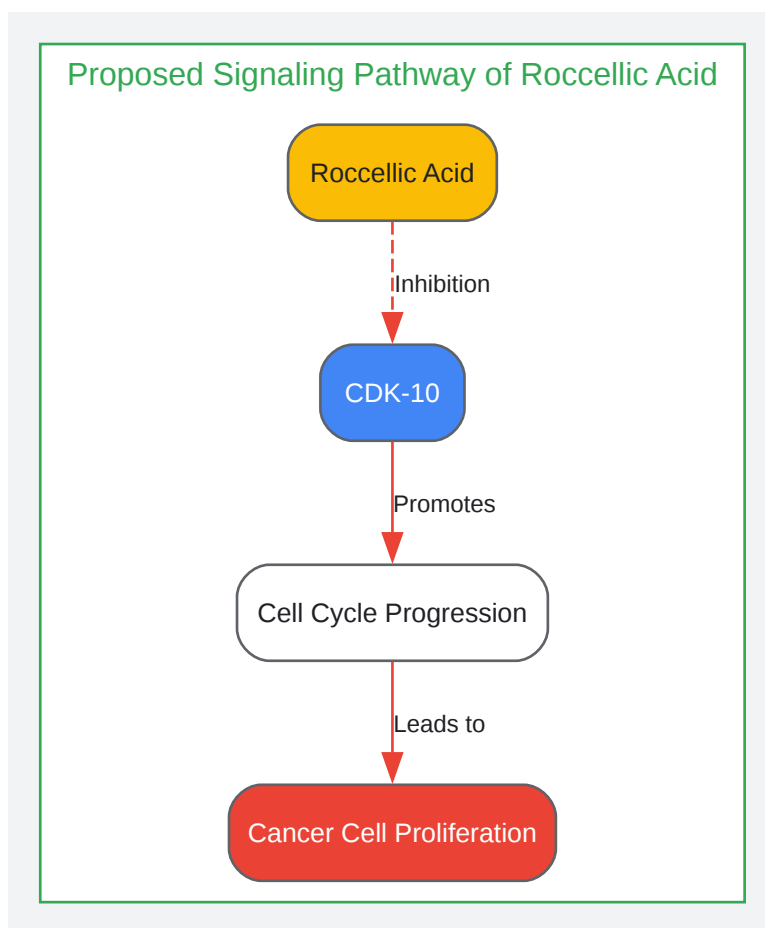 Proposed Signaling Pathway of Roccellic Acid
Roccellic Acid
Inhibition
CDK-10
Promotes
Cell Cycle Progression
Leads to
Cancer Cell Proliferation